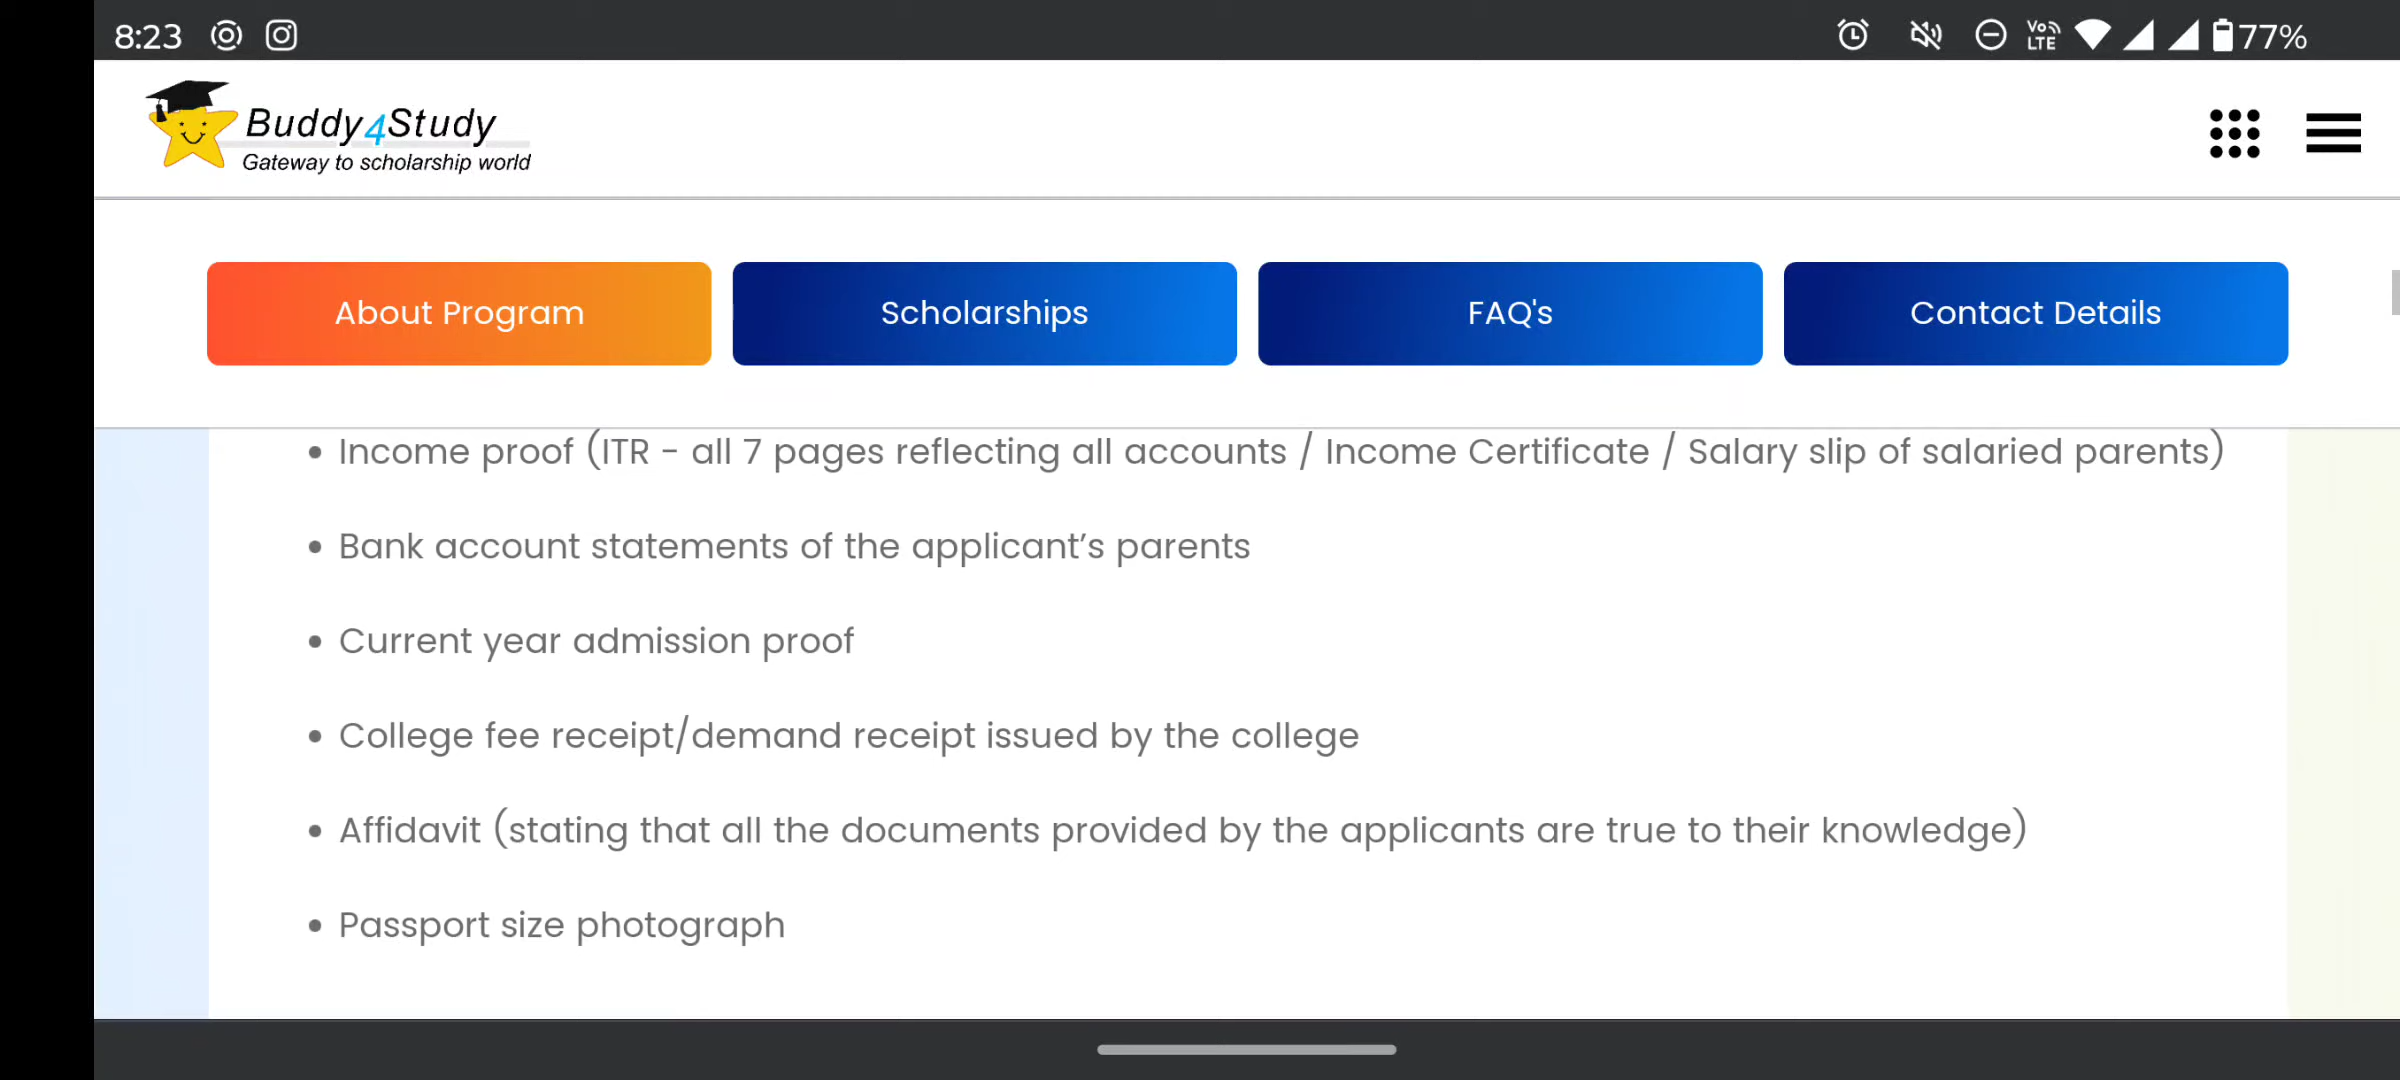 8:23
Vo LTE 77%
Buddy4Study
Gateway to scholarship world
About Program
Scholarships
FAQ's
Contact Details
• Income proof (ITR - all 7 pages reflecting all accounts / Income Certificate / Salary slip of salaried parents)
• Bank account statements of the applicant’s parents
• Current year admission proof
• College fee receipt/demand receipt issued by the college
• Affidavit (stating that all the documents provided by the applicants are true to their knowledge)
• Passport size photograph